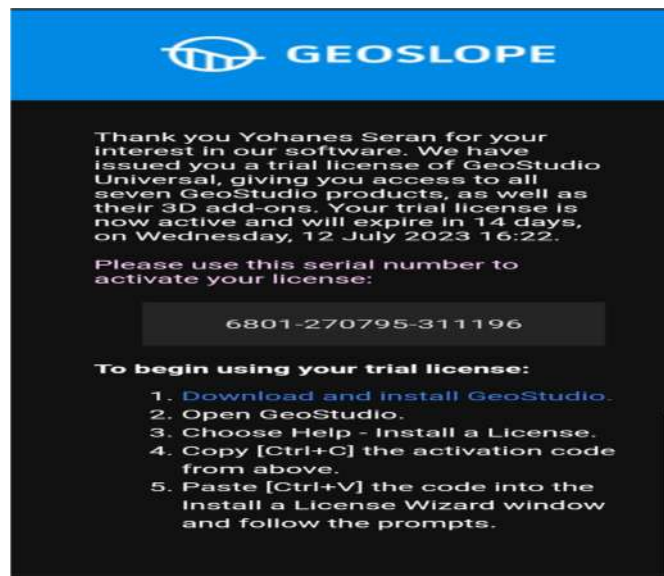 GEOSLOPE
Thank you Yohanes Seran for your
interest in our software. We have
issued you a trial license of GeoStudio
Universal, giving you access to all
seven GeoStudio products, as well as
their 3D add-ons. Your trial license is
now active and will expire in 14 days,
on Wednesday, 12 July 2023 16:22.
Please use this serial number to
activate your license:
6801-270795-311196
To begin using your trial license:
1. Download and install GeoStudio.
2. Open GeoStudio.
3. Choose Help - Install a License.
4. Copy [Ctrl+C] the activation code
from above.
5. Paste [Ctrl+V] the code into the
Install a License Wizard window
and follow the prompts.